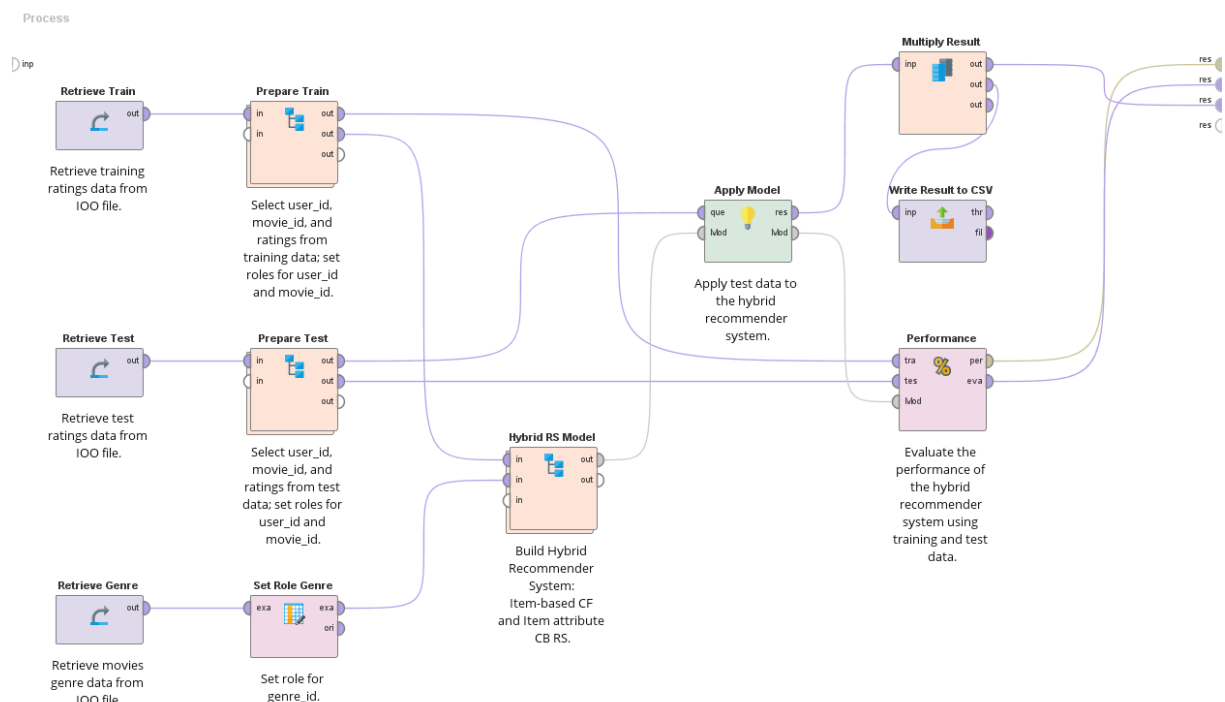 Process
inp
Retrieve Train
out
Retrieve training
ratings data from
IOO file.
Prepare Train
in
in
out
out
out
Select user_id,
movie_id, and
ratings from
training data; set
roles for user_id
and movie_id.
Retrieve Test
out
Retrieve test
ratings data from
IOO file.
Prepare Test
in
in
out
out
out
Select user_id,
movie_id, and
ratings from test
data; set roles for
user_id and
movie_id.
Retrieve Genre
out
Retrieve movies
genre data from
IOO file.
Set Role Genre
exa
exa
ori
Set role for
genre_id.
Hybrid RS Model
in
in
in
out
out
Build Hybrid
Recommender
System:
Item-based CF
and Item attribute
CB RS.
Apply Model
que
Mod
res
Mod
Apply test data to
the hybrid
recommender
system.
Multiply Result
inp
out
out
out
Write Result to CSV
inp
thr
fil
Performance
tra
tes
Mod
per
eva
Evaluate the
performance of
the hybrid
recommender
system using
training and test
data.
res
res
res
res